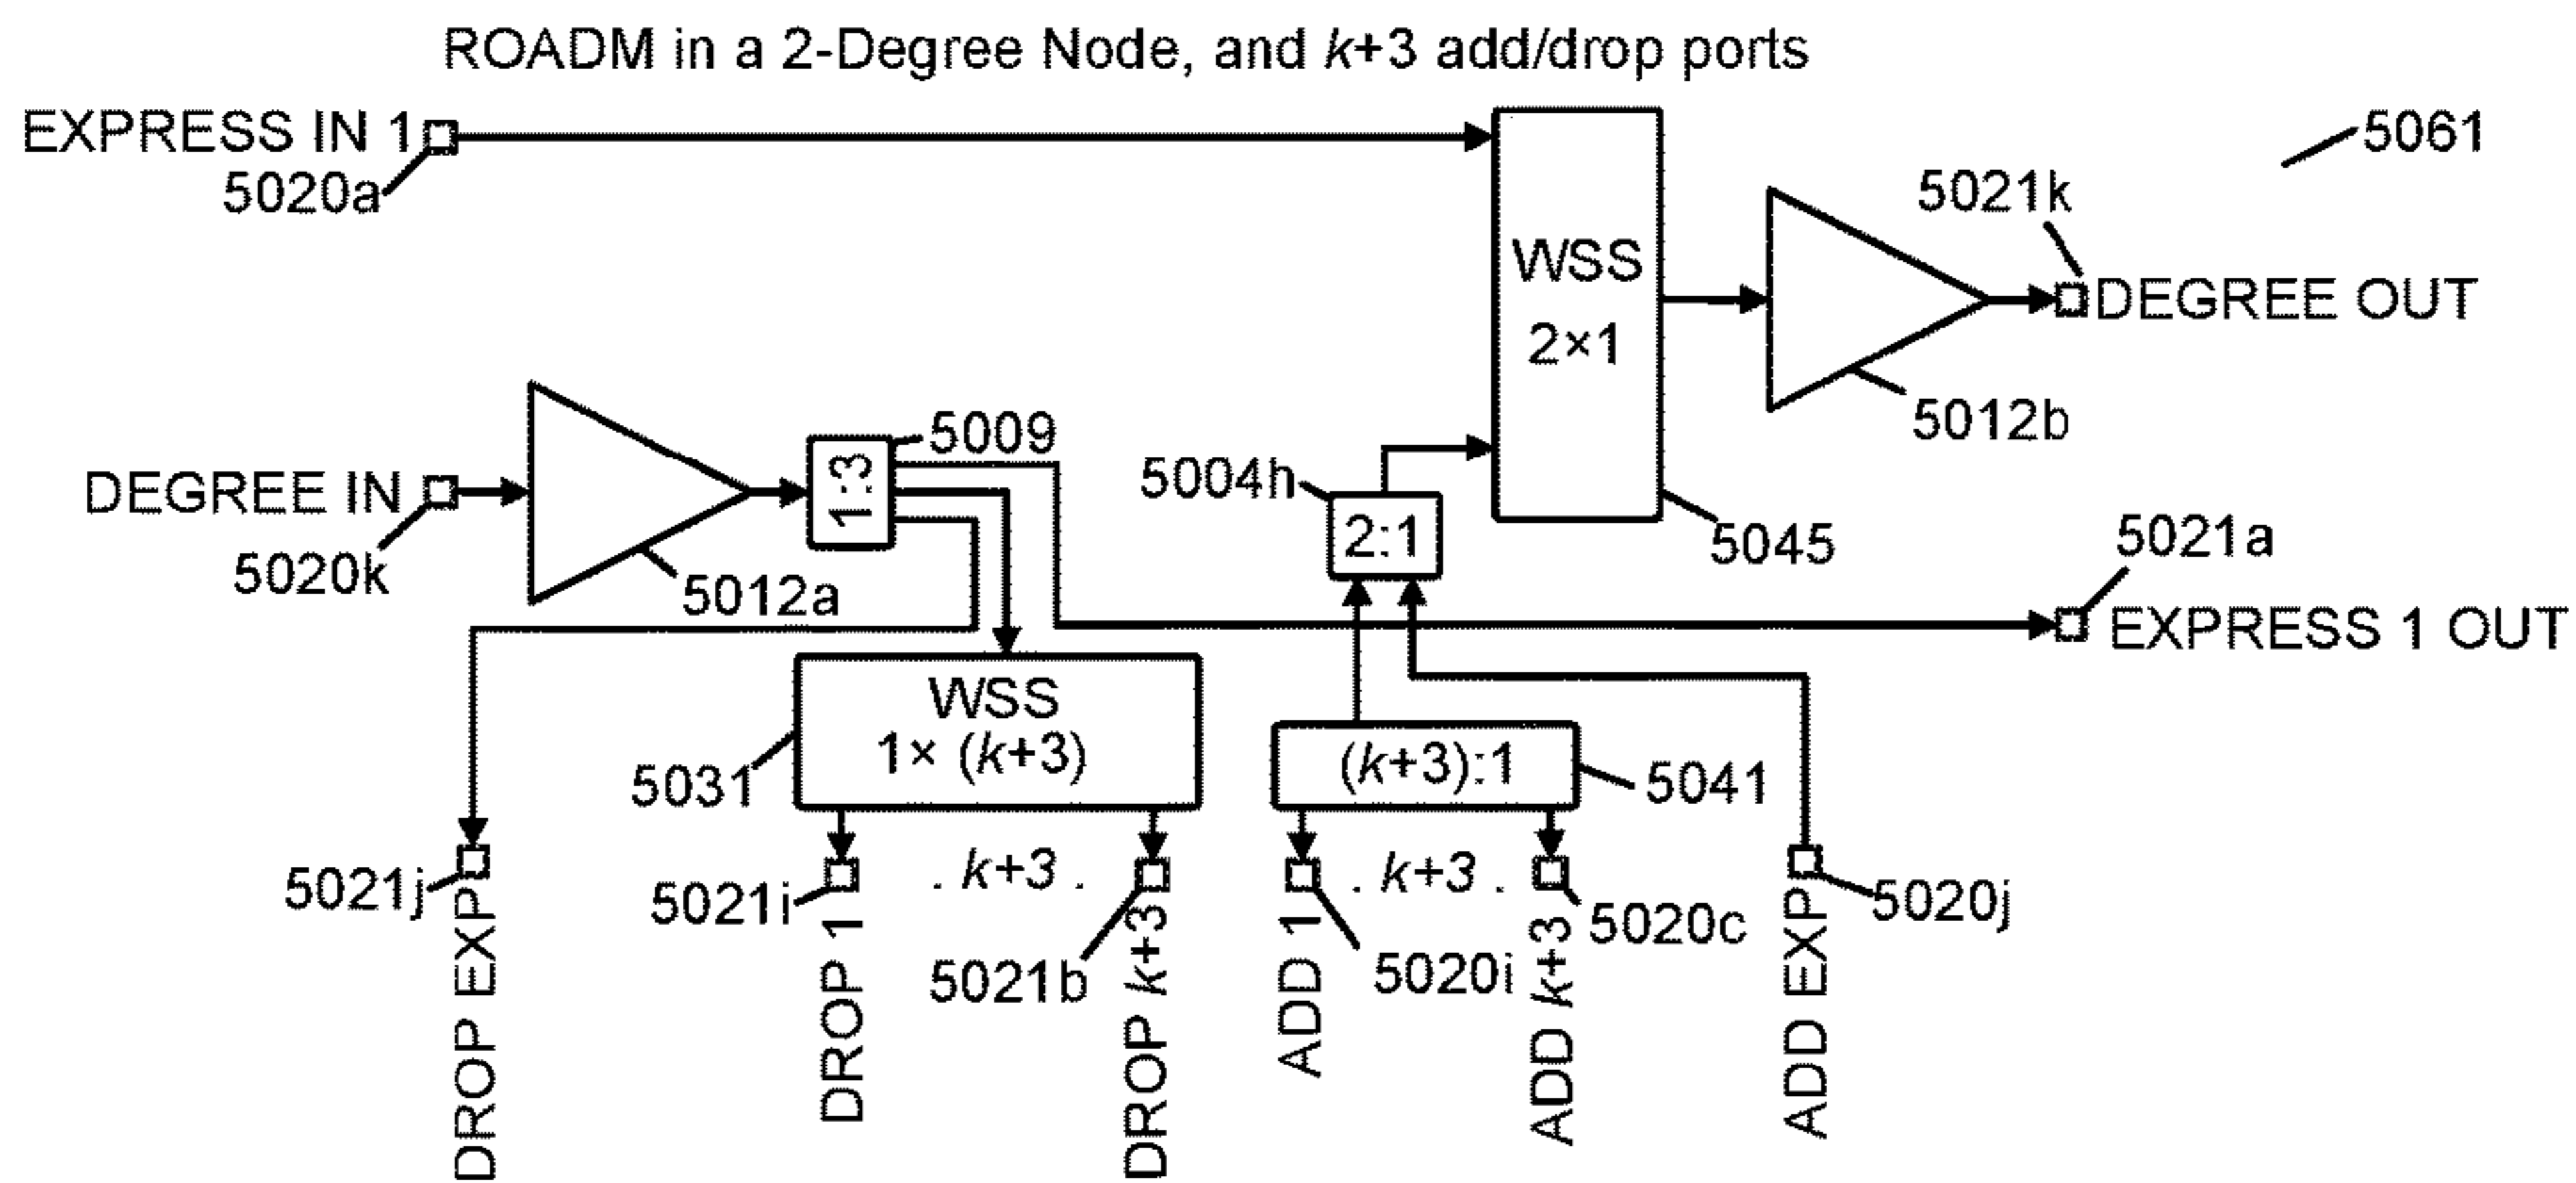 ROADM in a 2-Degree Node, and k+3 add/drop ports
EXPRESS IN 1
5020a
5061
5021k
WSS
2×1
DEGREE OUT
5012b
5009
1:3
DEGREE IN
5020k
5012a
5004h
2:1
5045
5021a
EXPRESS 1 OUT
WSS
1× (k+3)
5031
(k+3):1
5041
5021j
5021i
. k+3 .
5021b
. k+3 .
5020i
5020c
5020j
DROP EXP
DROP 1
DROP k+3
ADD 1
ADD k+3
ADD EXP